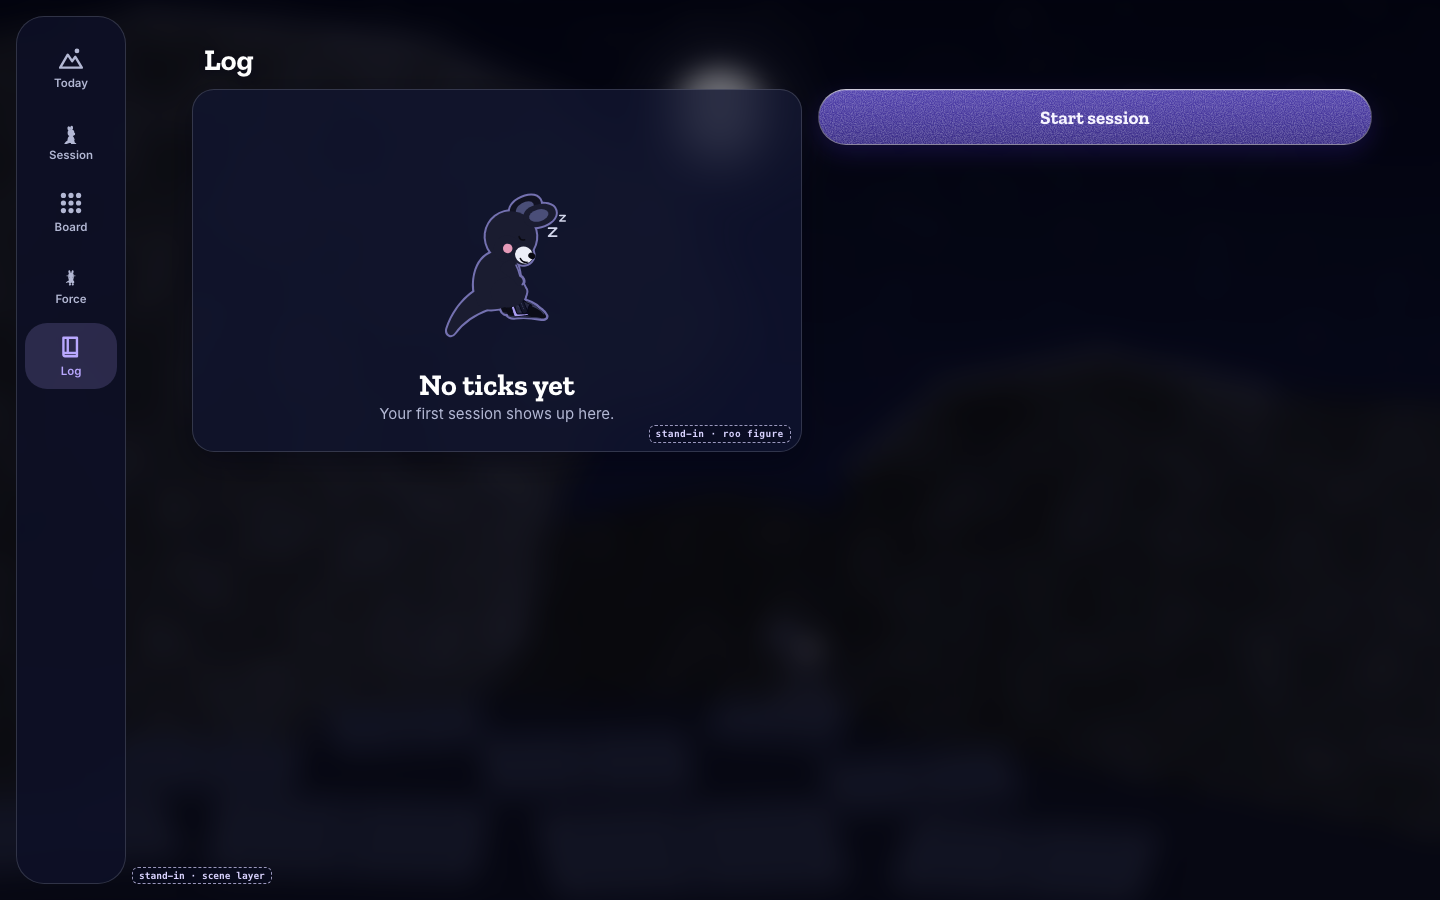 Today
Session
Board
Force
Log
Log
z
z
No ticks yet
Your first session shows up here.
stand-in · roo figure
Start session
stand-in · scene layer